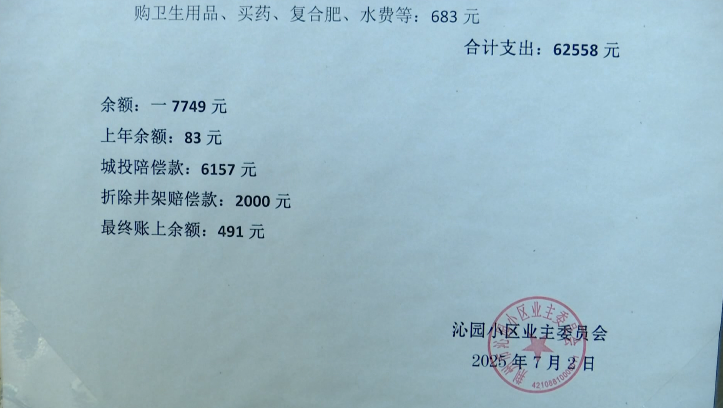 购卫生用品、买药、复合肥、水费等：683 元
合计支出：62558 元
余额：一 7749 元
上年余额：83 元
城投陪偿款：6157 元
折除井架赔偿款：2000 元
最终账上余额：491 元
沁园小区业主委员会
2025 年 7 月 2 日